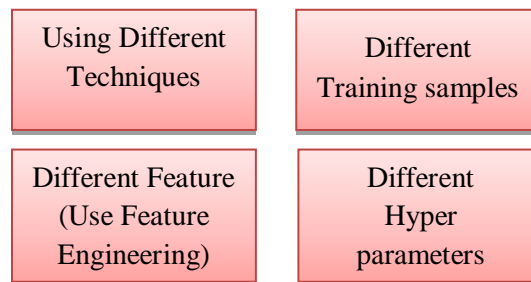 Using Different
Techniques
Different
Training samples
Different Feature
(Use Feature
Engineering)
Different
Hyper
parameters